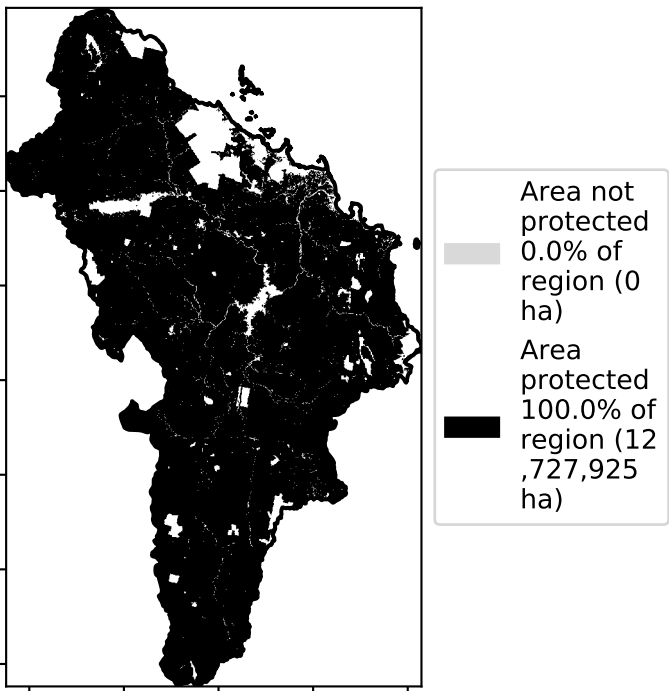 Area not
protected
0.0% of
region (0
ha)
Area
protected
100.0% of
region (12
,727,925
ha)